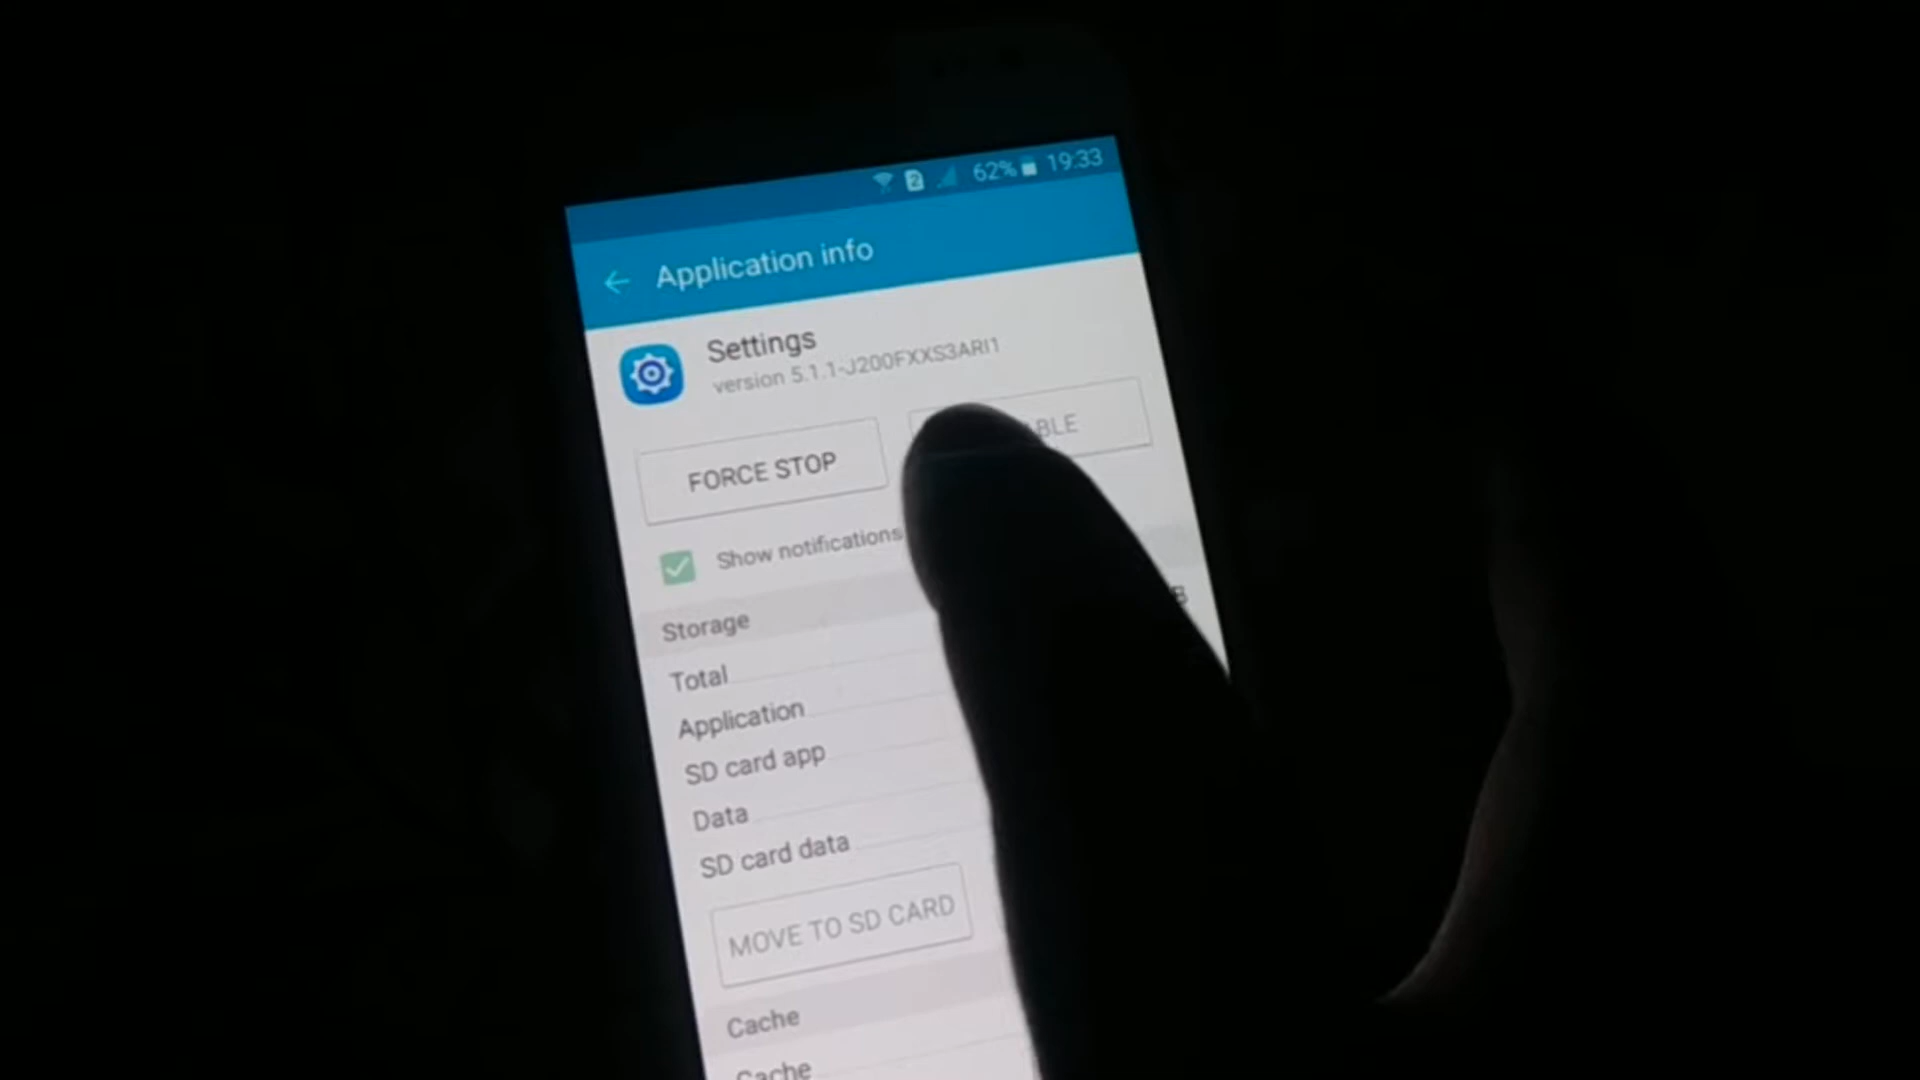 2 62% 19:33
Application info
Settings
version 5.1.1-J200FXXS3ARI1
FORCE STOP
Show notifications
Storage
Total
Application
SD card app
Data
SD card data
MOVE TO SD CARD
Cache
Cache